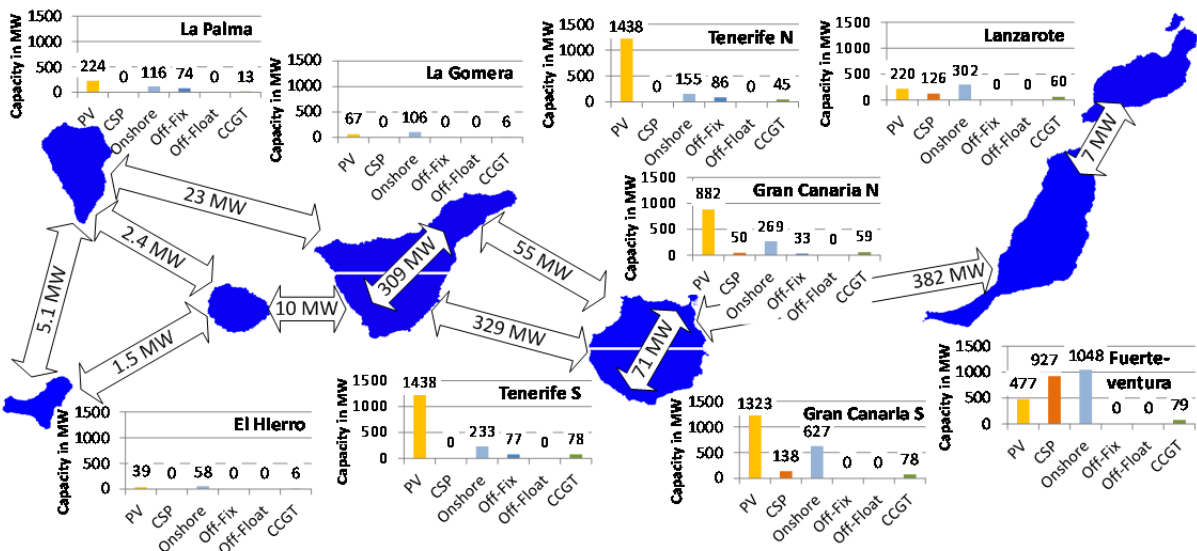 Capacity in MW
1500
1000
500
0
La Palma
224
0
116
74
0
13
PV
CSP
Onshore
Off-Fix
Off-Float
CCGT
Capacity in MW
1500
1000
500
0
La Gomera
67
0
106
0
0
6
PV
CSP
Onshore
Off-Fix
Off-Float
CCGT
Capacity in MW
1500
1000
500
0
1438
Tenerife N
0
155
86
0
45
PV
CSP
Onshore
Off-Fix
Off-Float
CCGT
Capacity in MW
1500
1000
500
0
Lanzarote
220
126
302
0
0
60
PV
CSP
Onshore
Off-Fix
Off-Float
CCGT
Capacity in MW
1500
1000
500
0
882
Gran Canaria N
50
269
33
0
59
PV
CSP
Onshore
Off-Fix
Off-Float
CCGT
7 MW
23 MW
2.4 MW
5.1 MW
1.5 MW
10 MW
309 MW
55 MW
329 MW
71 MW
382 MW
Capacity in MW
1500
1000
500
0
El Hierro
39
0
58
0
0
6
PV
CSP
Onshore
Off-Fix
Off-Float
CCGT
Capacity in MW
1500
1000
500
0
1438
Tenerife S
0
233
77
0
78
PV
CSP
Onshore
Off-Fix
Off-Float
CCGT
Capacity in MW
1500
1000
500
0
1323
Gran Canaria S
138
627
0
0
78
PV
CSP
Onshore
Off-Fix
Off-Float
CCGT
Capacity in MW
1500
1000
500
0
477
927
1048
Fuerte-
ventura
0
0
79
PV
CSP
Onshore
Off-Fix
Off-Float
CCGT